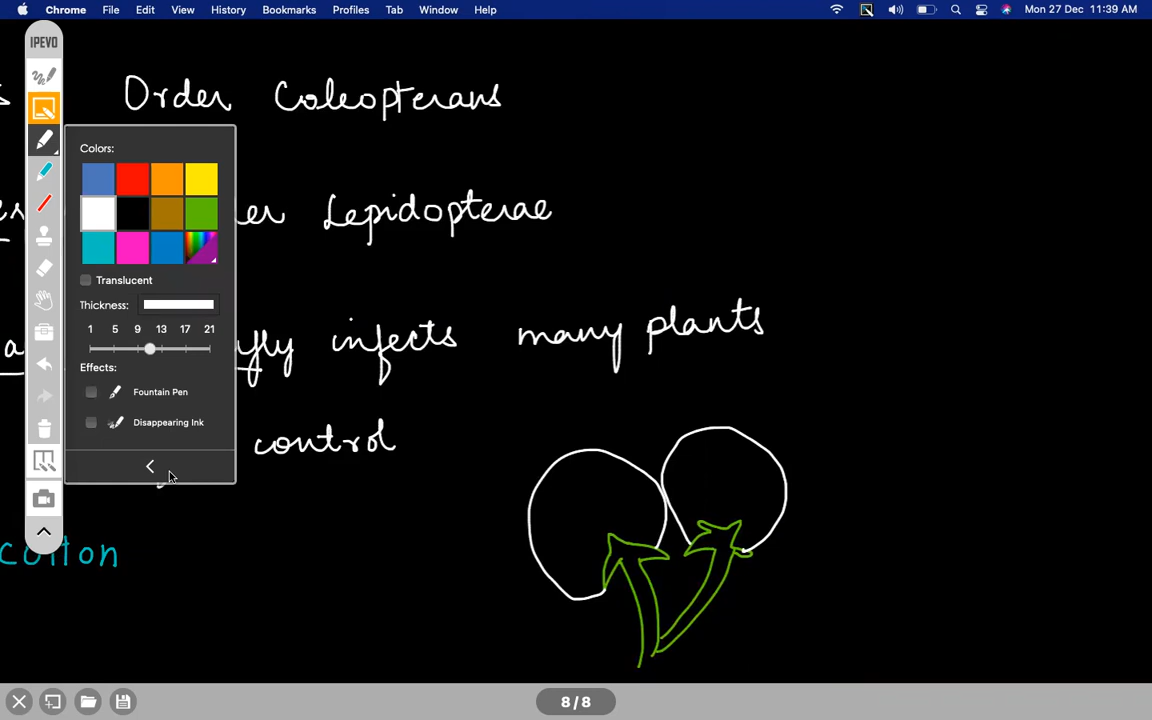 Chrome File Edit View History Bookmarks Profiles Tab Window Help Mon 27 Dec 11:39 AM
IPEVO
s Order Coleopterans
Colors:
er Lepidopterae
Translucent
Thickness:
1 5 9 13 17 21
a fly infects many plants
Effects:
Fountain Pen
Disappearing Ink
control
cotton
8/8